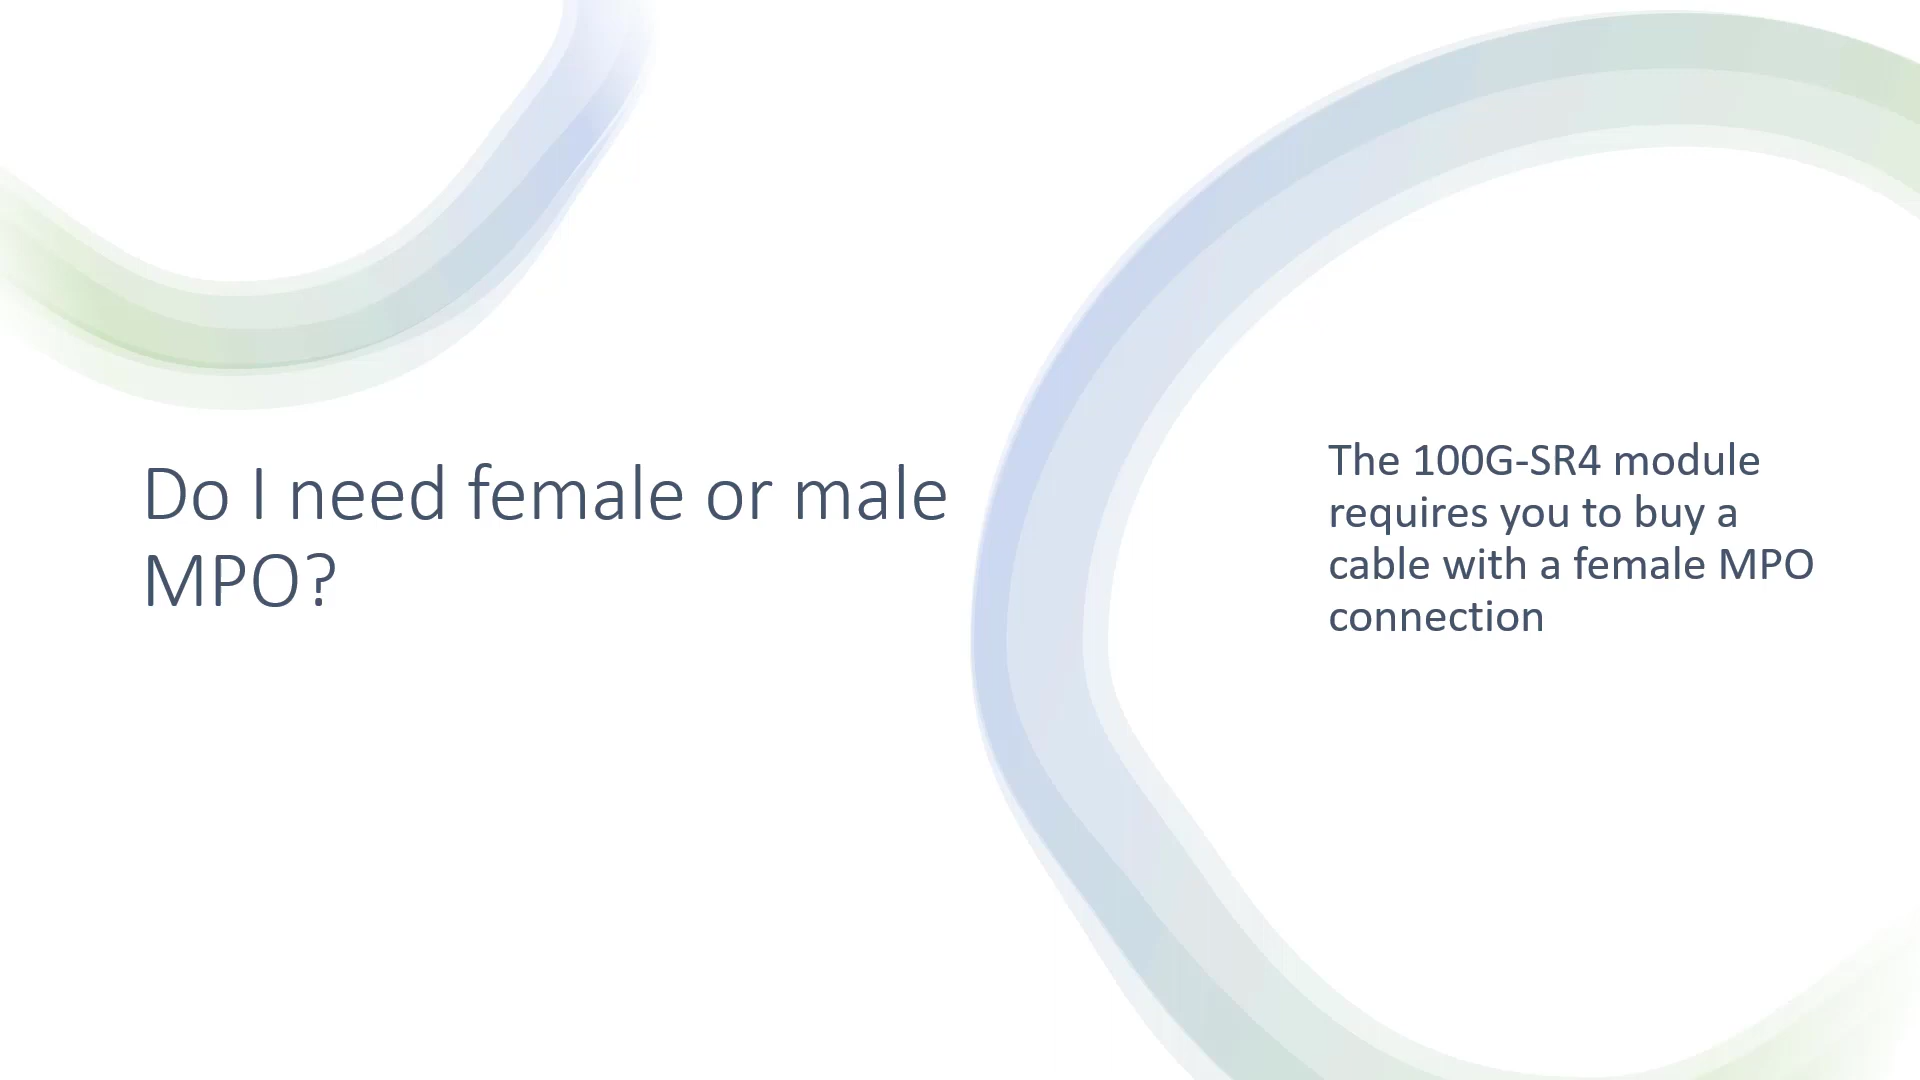 Do I need female or male
MPO?
The 100G-SR4 module
requires you to buy a
cable with a female MPO
connection